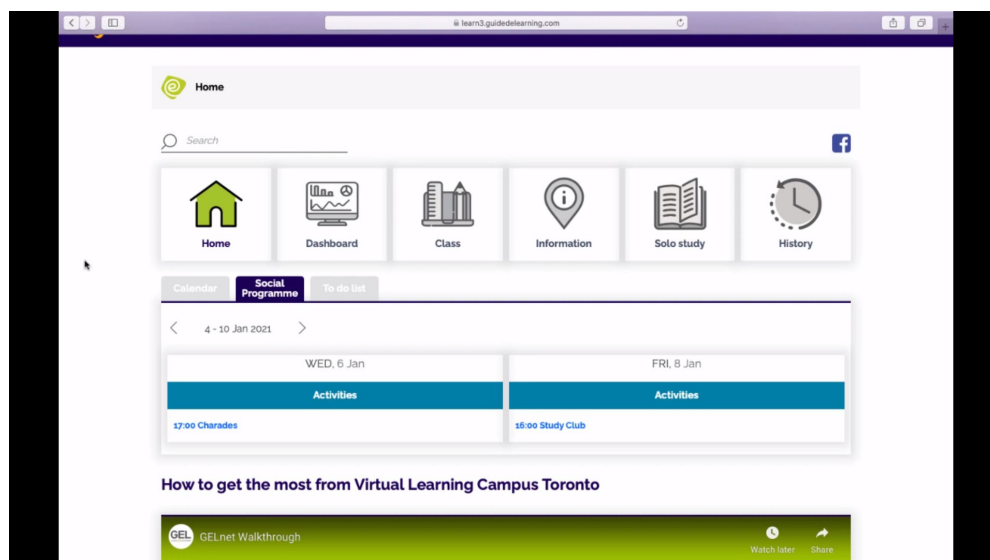 learn3.guidedelearning.com
Home
Search
Home
Dashboard
Class
Information
Solo study
History
Calendar
Social
Programme
To do list
4 - 10 Jan 2021
WED, 6 Jan
FRI, 8 Jan
Activities
Activities
17:00 Charades
16:00 Study Club
How to get the most from Virtual Learning Campus Toronto
GEL
GELnet Walkthrough
Watch later
Share